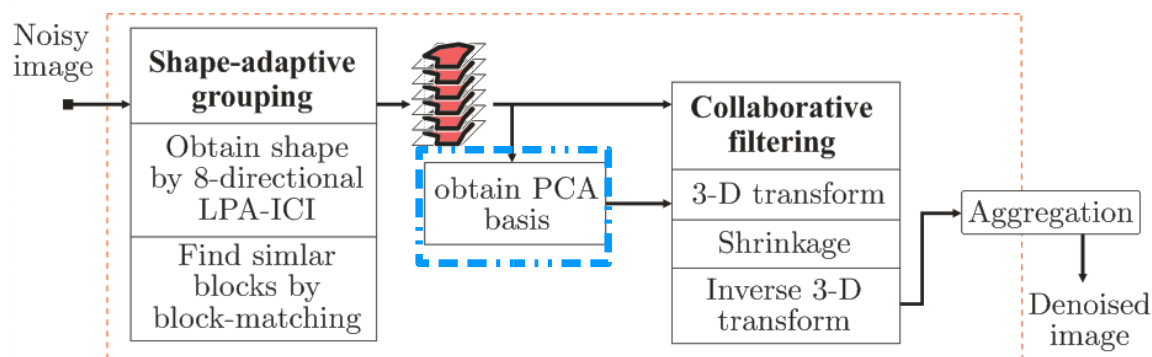 Noisy
image
Shape-adaptive
grouping
Obtain shape
by 8-directional
LPA-ICI
Find simlar
blocks by
block-matching
obtain PCA
basis
Collaborative
filtering
3-D transform
Shrinkage
Inverse 3-D
transform
Aggregation
Denoised
image